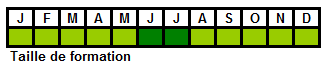 J F M A M J J A S O N D
Taille de formation